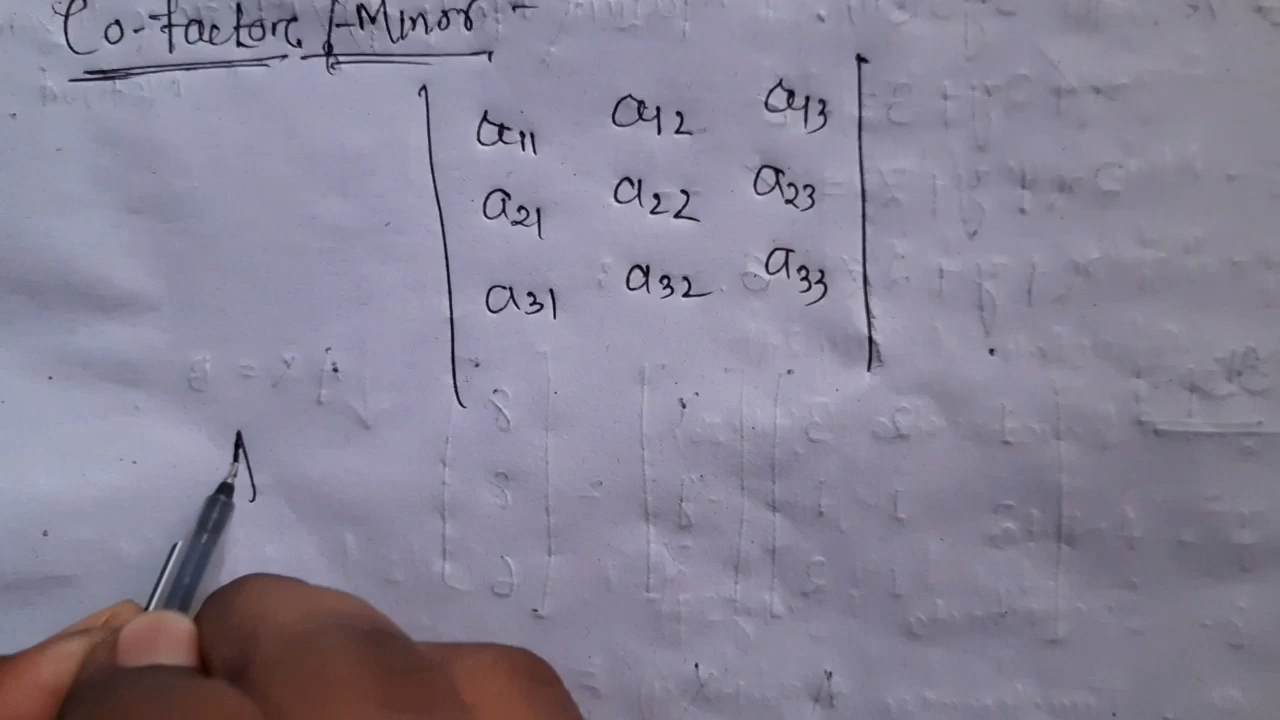 Co-factor / Minor -
a11 a12 a13
a21 a22 a23
a31 a32 a33